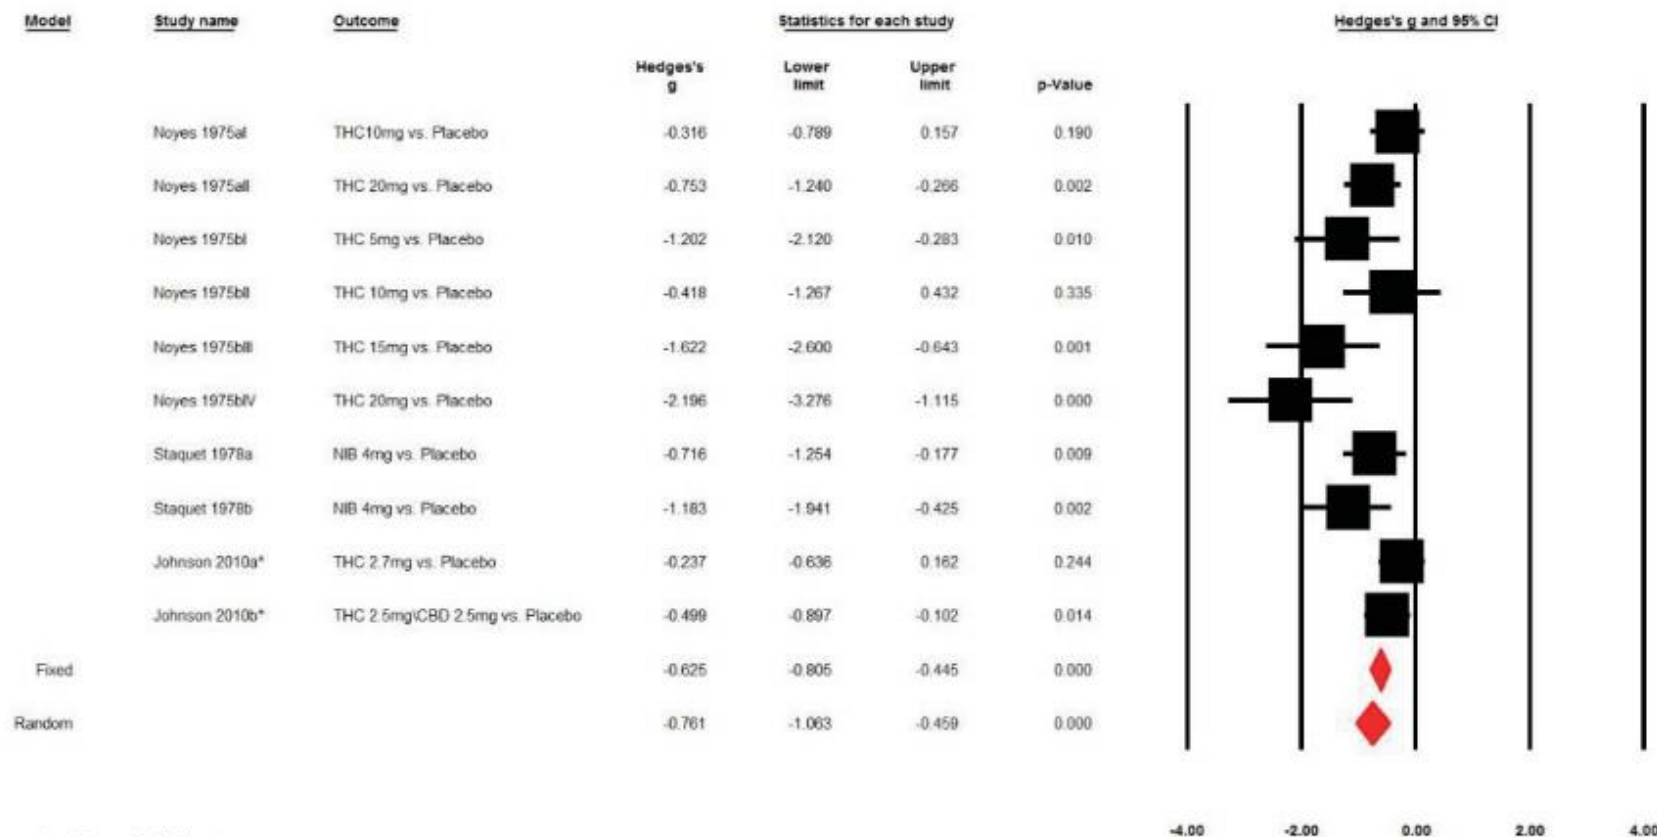 Model Study name Outcome Statistics for each study Hedges's g and 95% CI
Hedges's g Lower limit Upper limit p-Value
Noyes 1975aI THC10mg vs. Placebo -0.316 -0.789 0.157 0.190
Noyes 1975aII THC 20mg vs. Placebo -0.753 -1.240 -0.266 0.002
Noyes 1975bI THC 5mg vs. Placebo -1.202 -2.120 -0.283 0.010
Noyes 1975bII THC 10mg vs. Placebo -0.418 -1.267 0.432 0.335
Noyes 1975bIII THC 15mg vs. Placebo -1.622 -2.600 -0.643 0.001
Noyes 1975bIV THC 20mg vs. Placebo -2.196 -3.276 -1.115 0.000
Staquet 1978a NIB 4mg vs. Placebo -0.716 -1.254 -0.177 0.009
Staquet 1978b NIB 4mg vs. Placebo -1.183 -1.941 -0.425 0.002
Johnson 2010a* THC 2.7mg vs. Placebo -0.237 -0.636 0.162 0.244
Johnson 2010b* THC 2.5mg\CBD 2.5mg vs. Placebo -0.499 -0.897 -0.102 0.014
Fixed -0.625 -0.805 -0.445 0.000
Random -0.761 -1.063 -0.459 0.000
-4.00 -2.00 0.00 2.00 4.00